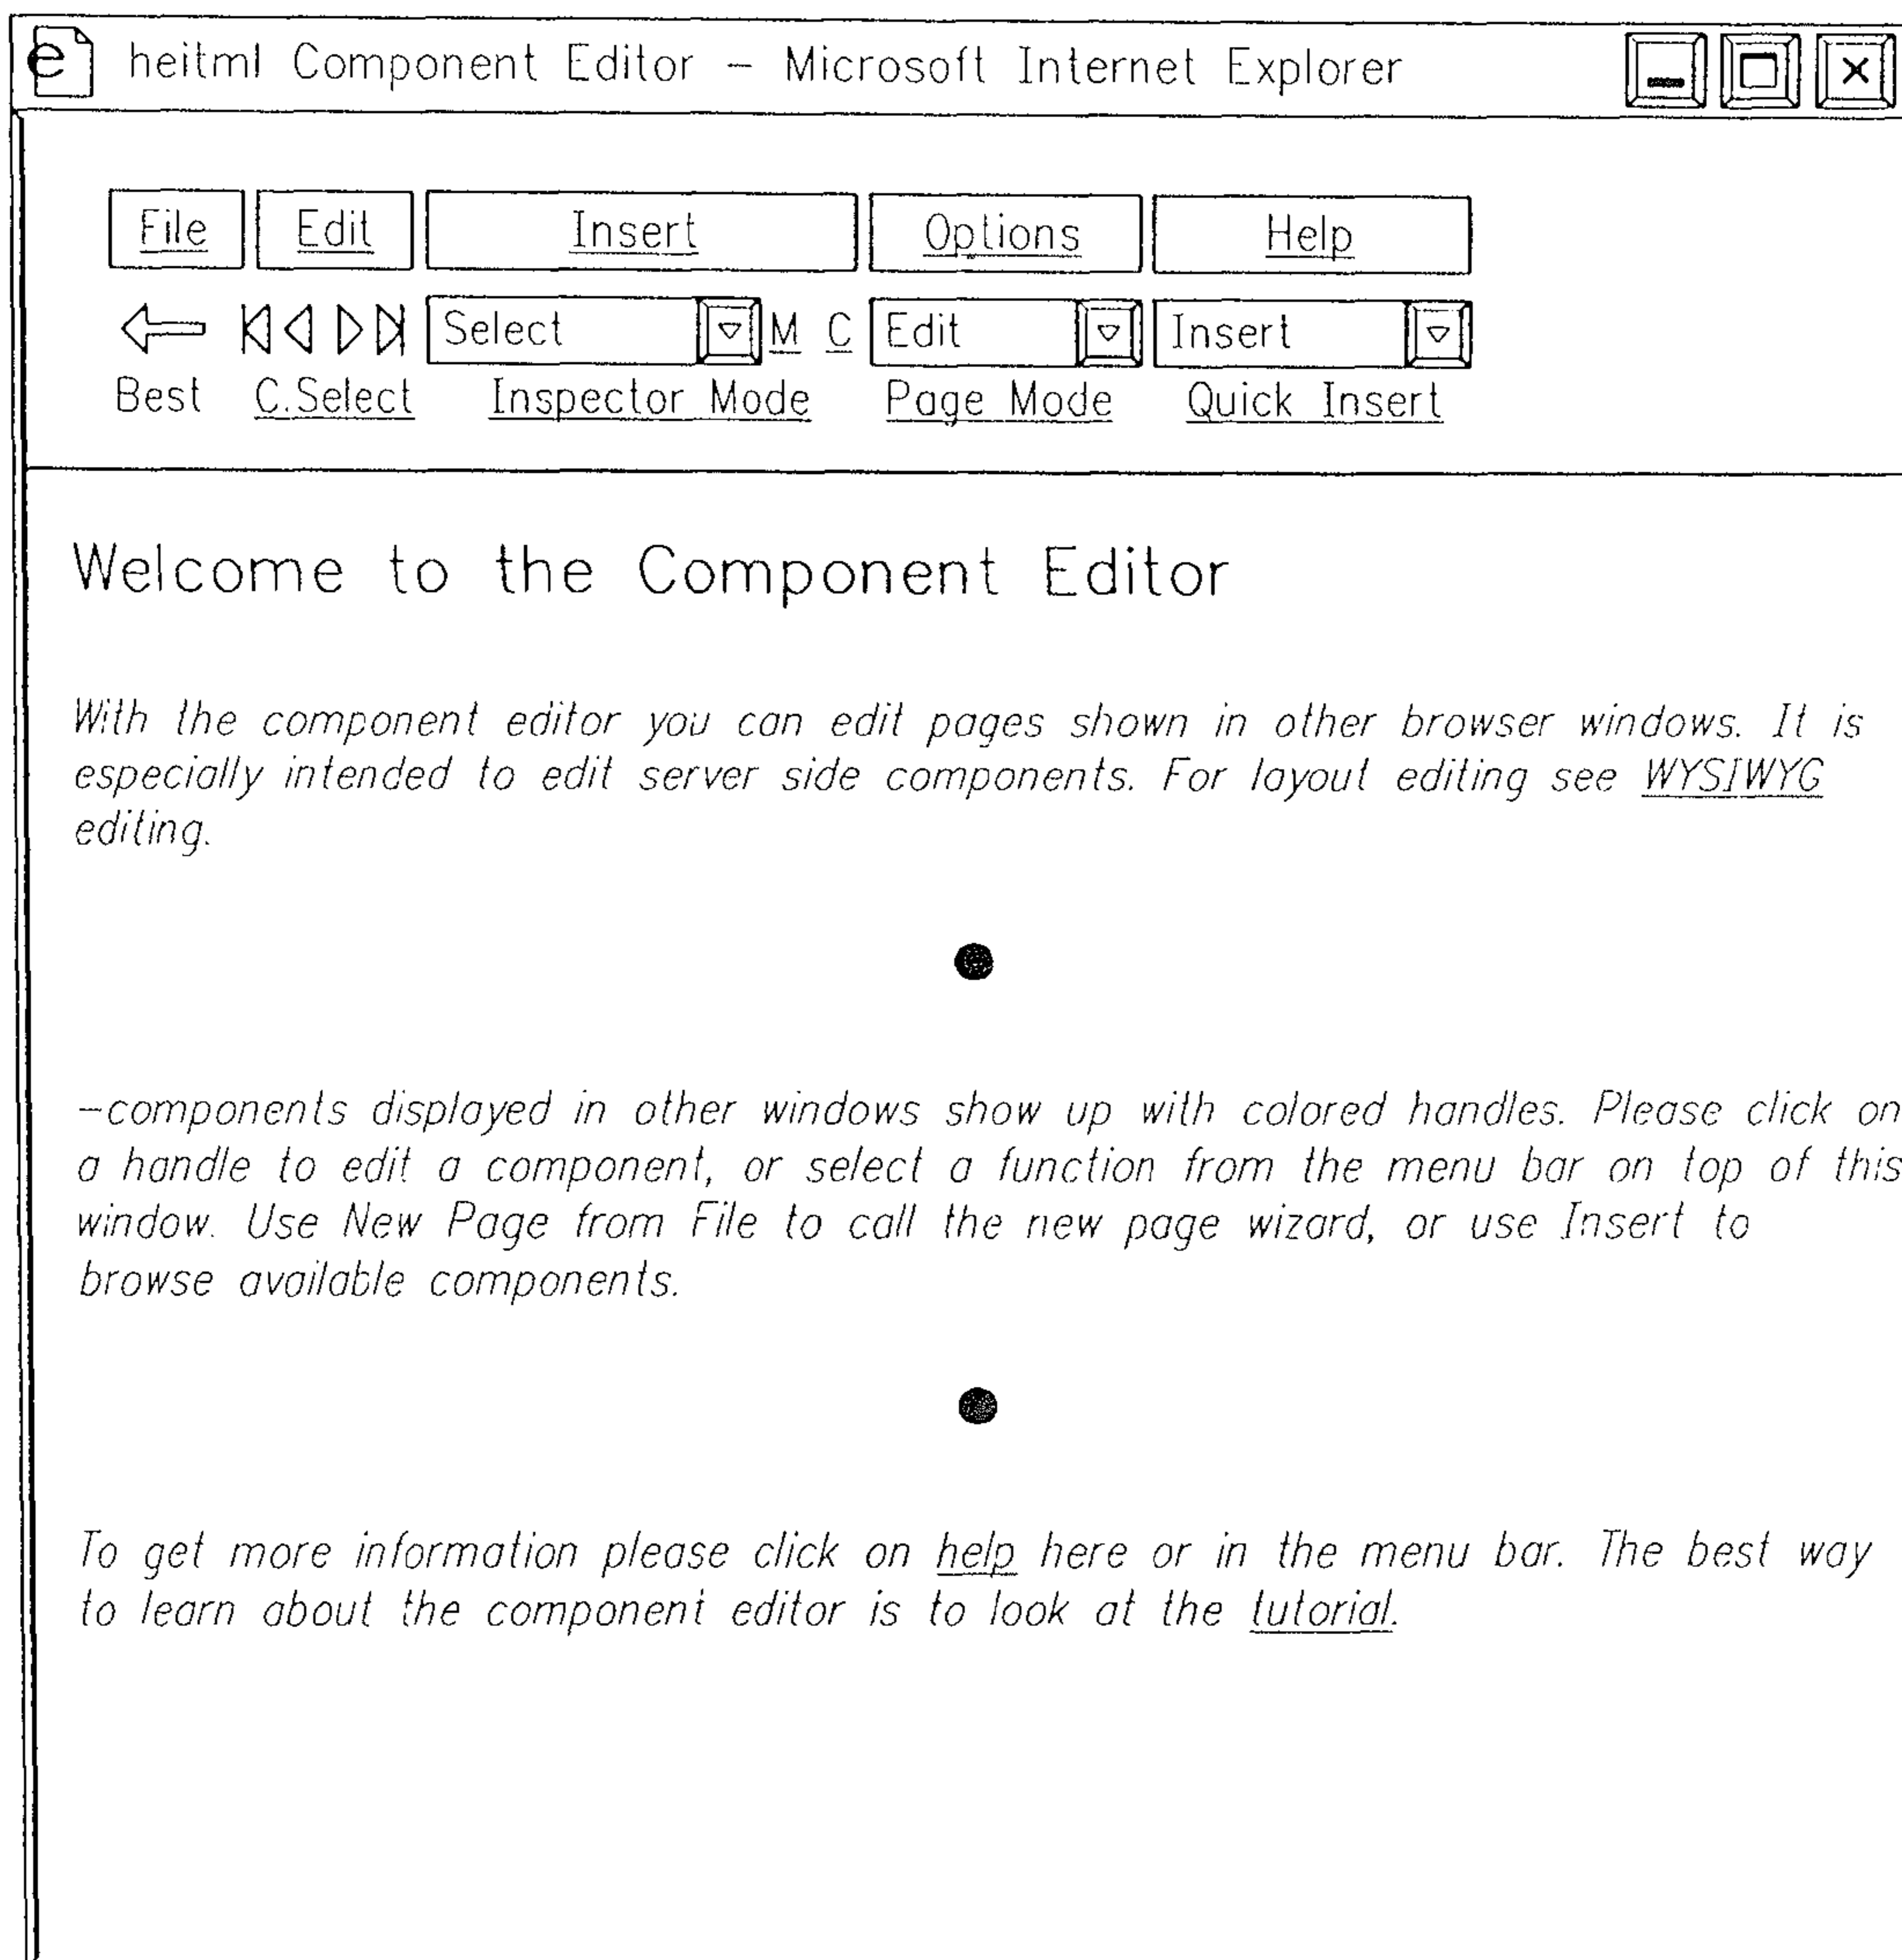 e heitml Component Editor – Microsoft Internet Explorer
File Edit Insert Options Help
Select M C Edit Insert
Best C.Select Inspector Mode Page Mode Quick Insert
Welcome to the Component Editor
With the component editor you can edit pages shown in other browser windows. It is
especially intended to edit server side components. For layout editing see WYSIWYG
editing.
–components displayed in other windows show up with colored handles. Please click on
a handle to edit a component, or select a function from the menu bar on top of this
window. Use New Page from File to call the new page wizard, or use Insert to
browse available components.
To get more information please click on help here or in the menu bar. The best way
to learn about the component editor is to look at the tutorial.